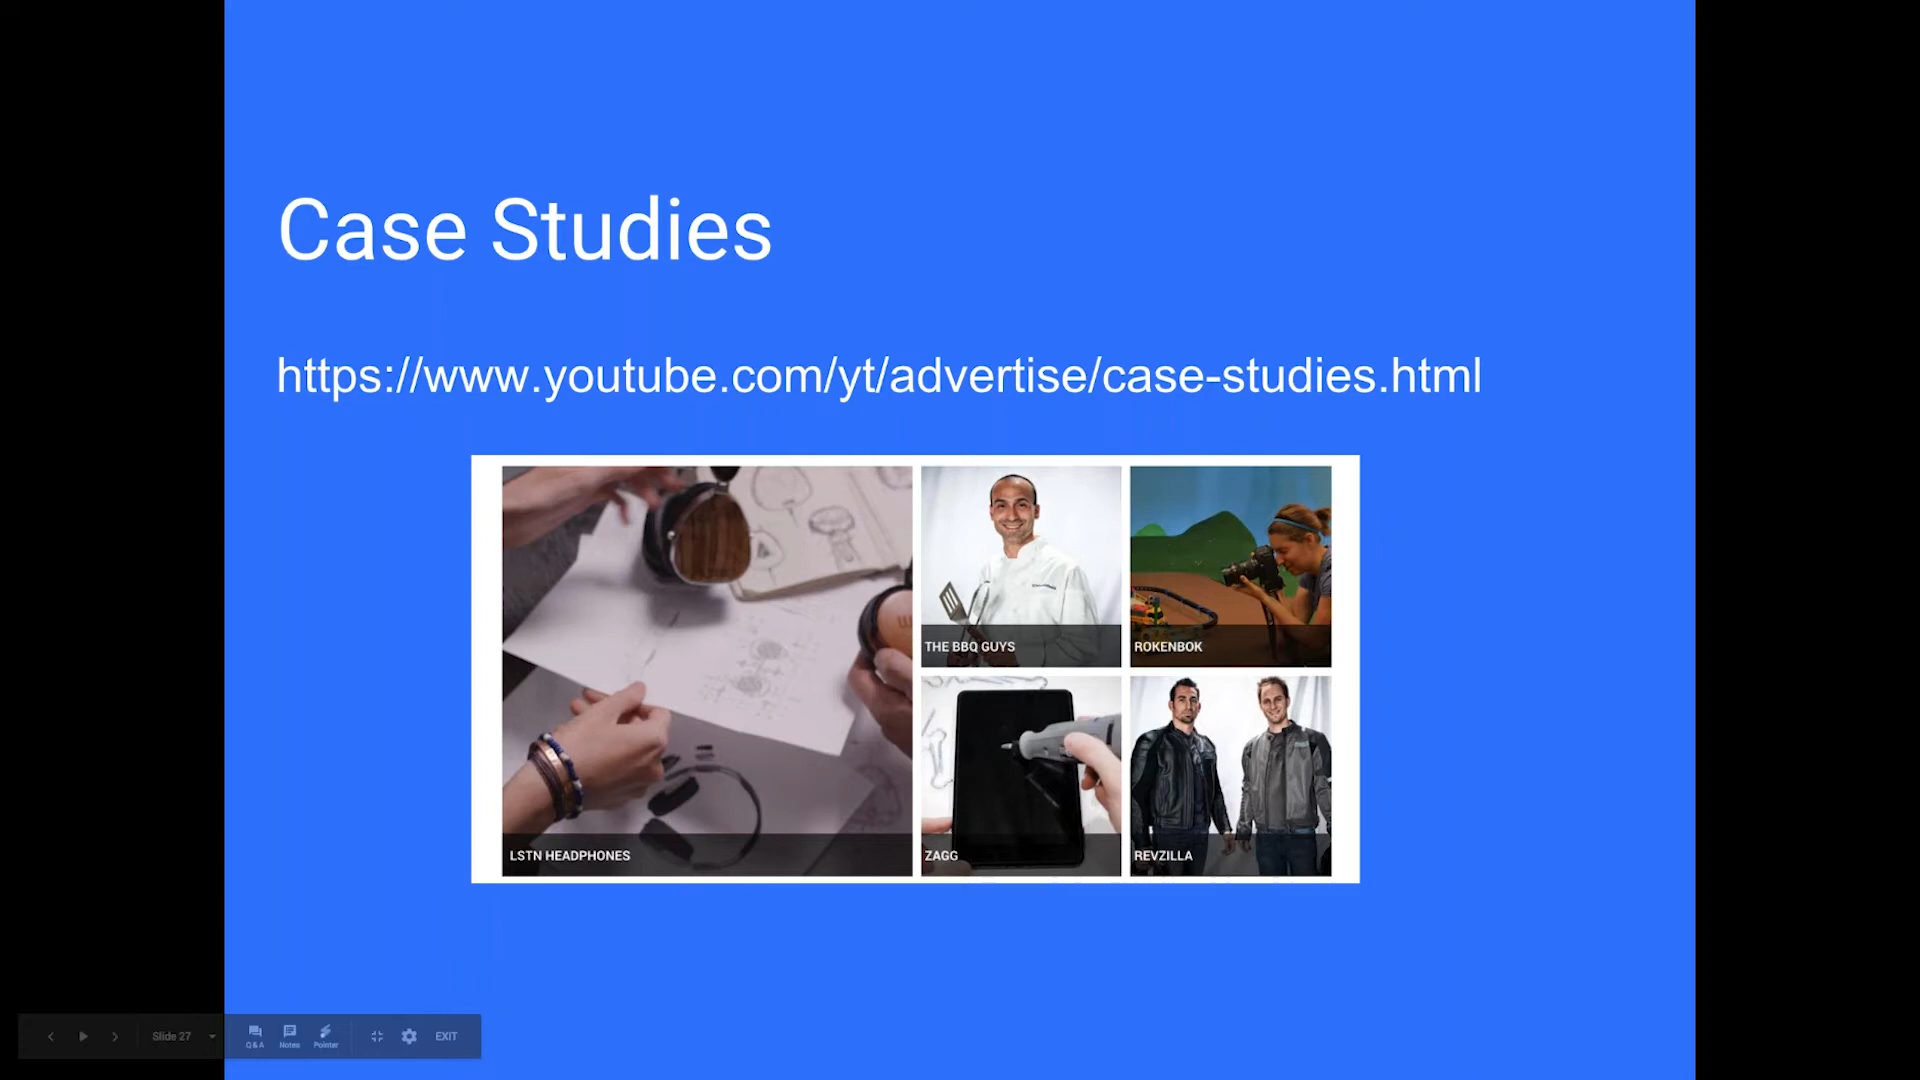 Case Studies
https://www.youtube.com/yt/advertise/case-studies.html
THE BBQ GUYS
ROKENBOK
LSTN HEADPHONES
ZAGG
REVZILLA
Slide 27
Q&A
Notes
Pointer
EXIT